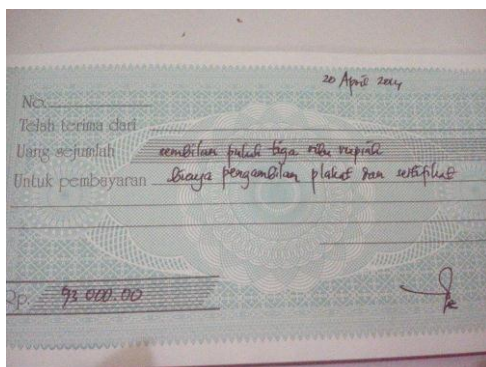 20 April 2014
No.
Telah terima dari
Uang sejumlah sembilan puluh tiga ribu rupiah
Untuk pembayaran biaya pengambilan plakat dan sertifikat
Rp. 93 000.00